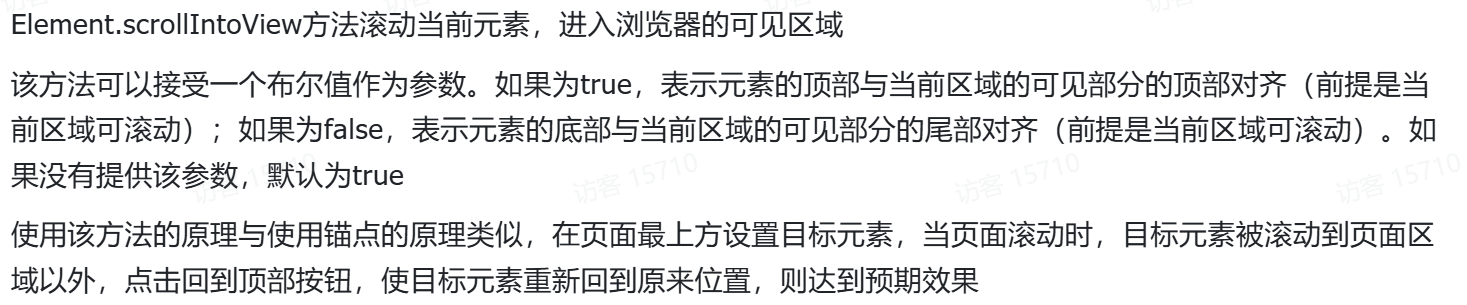 Element.scrollIntoView方法滚动当前元素，进入浏览器的可见区域
该方法可以接受一个布尔值作为参数。如果为true，表示元素的顶部与当前区域的可见部分的顶部对齐（前提是当
前区域可滚动）；如果为false，表示元素的底部与当前区域的可见部分的尾部对齐（前提是当前区域可滚动）。如
果没有提供该参数，默认为true
访客 15710
访客 15710
访客 15710
使用该方法的原理与使用锚点的原理类似，在页面最上方设置目标元素，当页面滚动时，目标元素被滚动到页面区
域以外，点击回到顶部按钮，使目标元素重新回到原来位置，则达到预期效果